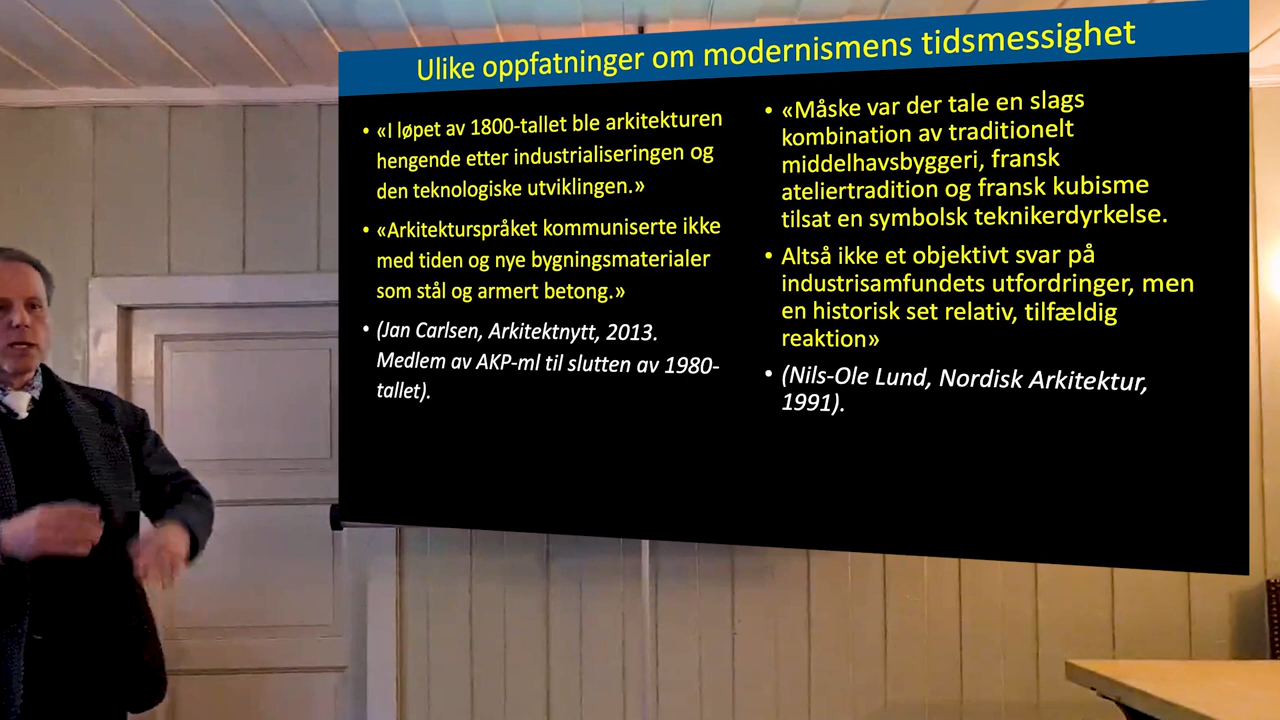 Ulike oppfatninger om modernismens tidsmessighet
• «I løpet av 1800-tallet ble arkitekturen
hengende etter industrialiseringen og
den teknologiske utviklingen.»
• «Arkitekturspråket kommuniserte ikke
med tiden og nye bygningsmaterialer
som stål og armert betong.»
• (Jan Carlsen, Arkitektnytt, 2013.
Medlem av AKP-ml til slutten av 1980-
tallet).
• «Måske var der tale en slags
kombination av traditionelt
middelhavsbyggeri, fransk
ateliertradition og fransk kubisme
tilsat en symbolsk teknikerdyrkelse.
• Altså ikke et objektivt svar på
industrisamfundets utfordringer, men
en historisk set relativ, tilfældig
reaktion»
• (Nils-Ole Lund, Nordisk Arkitektur,
1991).